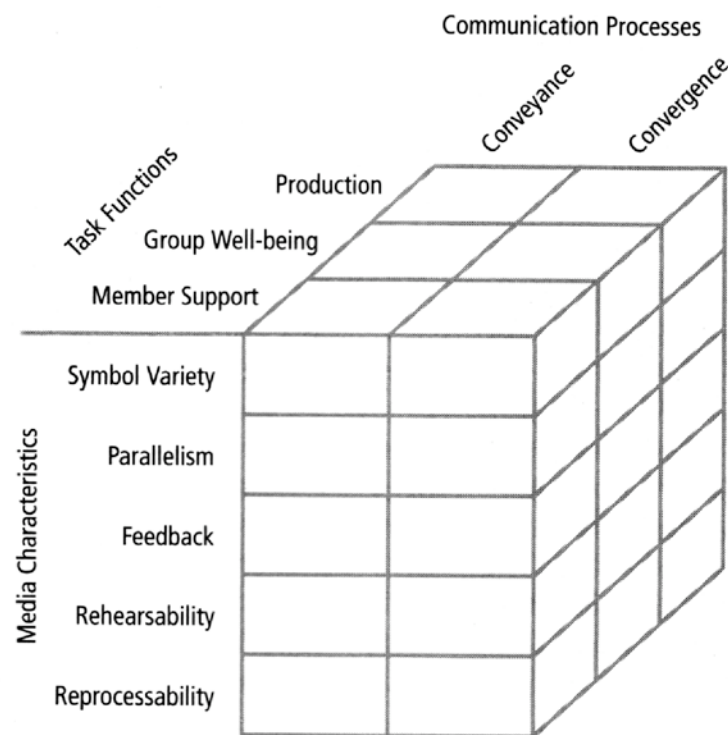 Communication Processes
Conveyance
Convergence
Task Functions
Production
Group Well-being
Member Support
Media Characteristics
Symbol Variety
Parallelism
Feedback
Rehearsability
Reprocessability